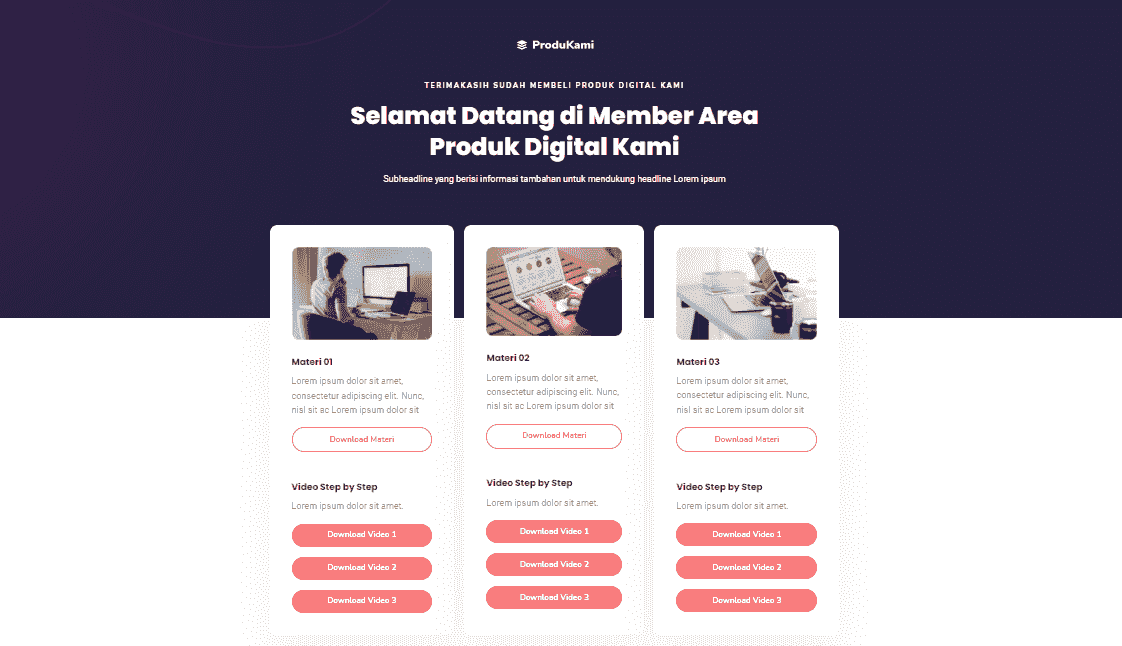 ProduKami
TERIMAKASIH SUDAH MEMBELI PRODUK DIGITAL KAMI
Selamat Datang di Member Area
Produk Digital Kami
Subheadline yang berisi informasi tambahan untuk mendukung headline Lorem ipsum
Materi 01
Lorem ipsum dolor sit amet,
consectetur adipiscing elit. Nunc,
nisl sit ac Lorem ipsum dolor sit
Download Materi
Video Step by Step
Lorem ipsum dolor sit amet.
Download Video 1
Download Video 2
Download Video 3
Materi 02
Lorem ipsum dolor sit amet,
consectetur adipiscing elit. Nunc,
nisl sit ac Lorem ipsum dolor sit
Download Materi
Video Step by Step
Lorem ipsum dolor sit amet.
Download Video 1
Download Video 2
Download Video 3
Materi 03
Lorem ipsum dolor sit amet,
consectetur adipiscing elit. Nunc,
nisl sit ac Lorem ipsum dolor sit
Download Materi
Video Step by Step
Lorem ipsum dolor sit amet.
Download Video 1
Download Video 2
Download Video 3